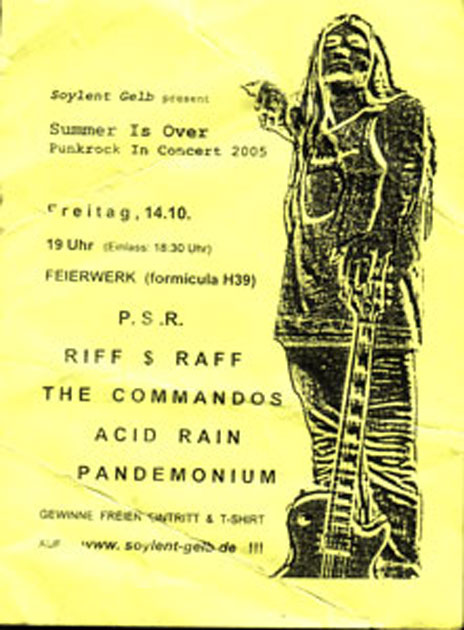 Soylent Gelb present
Summer Is Over
Punkrock In Concert 2005
Freitag, 14.10.
19 Uhr (Einlass: 18:30 Uhr)
FEIERWERK (formicula H39)
P.S.R.
RIFF $ RAFF
THE COMMANDOS
ACID RAIN
PANDEMONIUM
GEWINNE FREIEN EINTRITT & T-SHIRT
AUF www.soylent-gelb.de !!!